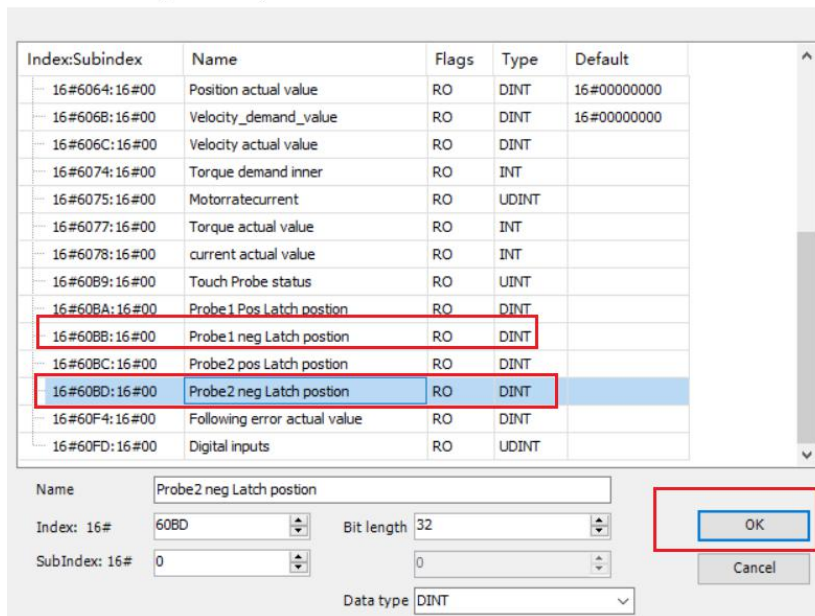 Index:Subindex Name Flags Type Default
16#6064:16#00 Position actual value RO DINT 16#00000000
16#606B:16#00 Velocity_demand_value RO DINT 16#00000000
16#606C:16#00 Velocity actual value RO DINT
16#6074:16#00 Torque demand inner RO INT
16#6075:16#00 Motorratecurrent RO UDINT
16#6077:16#00 Torque actual value RO INT
16#6078:16#00 current actual value RO INT
16#60B9:16#00 Touch Probe status RO UINT
16#60BA:16#00 Probe1 Pos Latch postion RO DINT
16#60BB:16#00 Probe1 neg Latch postion RO DINT
16#60BC:16#00 Probe2 pos Latch postion RO DINT
16#60BD:16#00 Probe2 neg Latch postion RO DINT
16#60F4:16#00 Following error actual value RO DINT
16#60FD:16#00 Digital inputs RO UDINT
Name Probe2 neg Latch postion
Index: 16# 60BD Bit length 32 OK
SubIndex: 16# 0 0 Cancel
Data type DINT